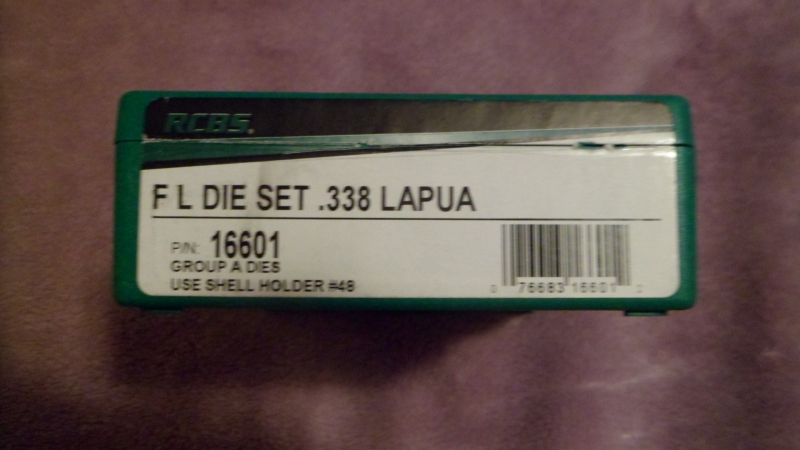 RCBS.
F L DIE SET .338 LAPUA
P/N: 16601
GROUP A DIES
USE SHELL HOLDER #48
0 76683 16601 2